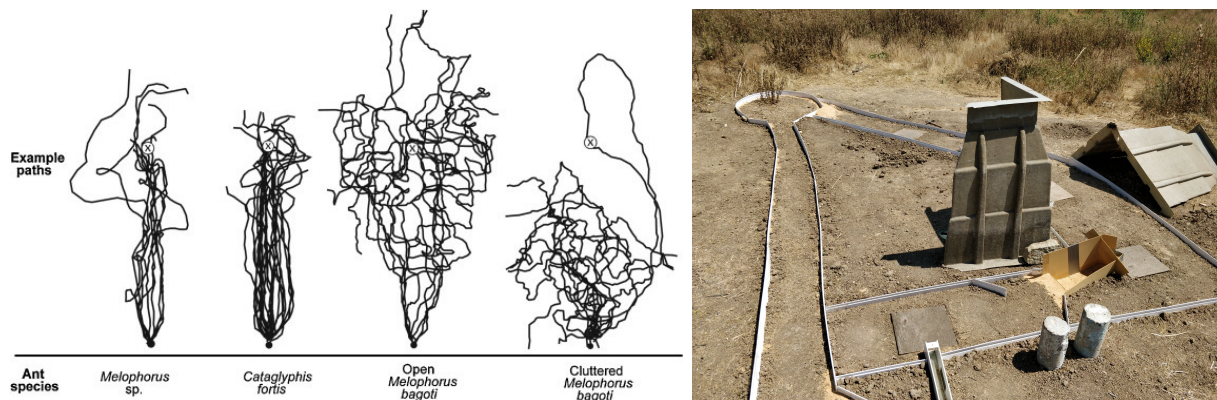 Example
paths
X
X
X
X
Ant
species
Melophorus
sp.
Cataglyphis
fortis
Open
Melophorus
bagoti
Cluttered
Melophorus
bagoti